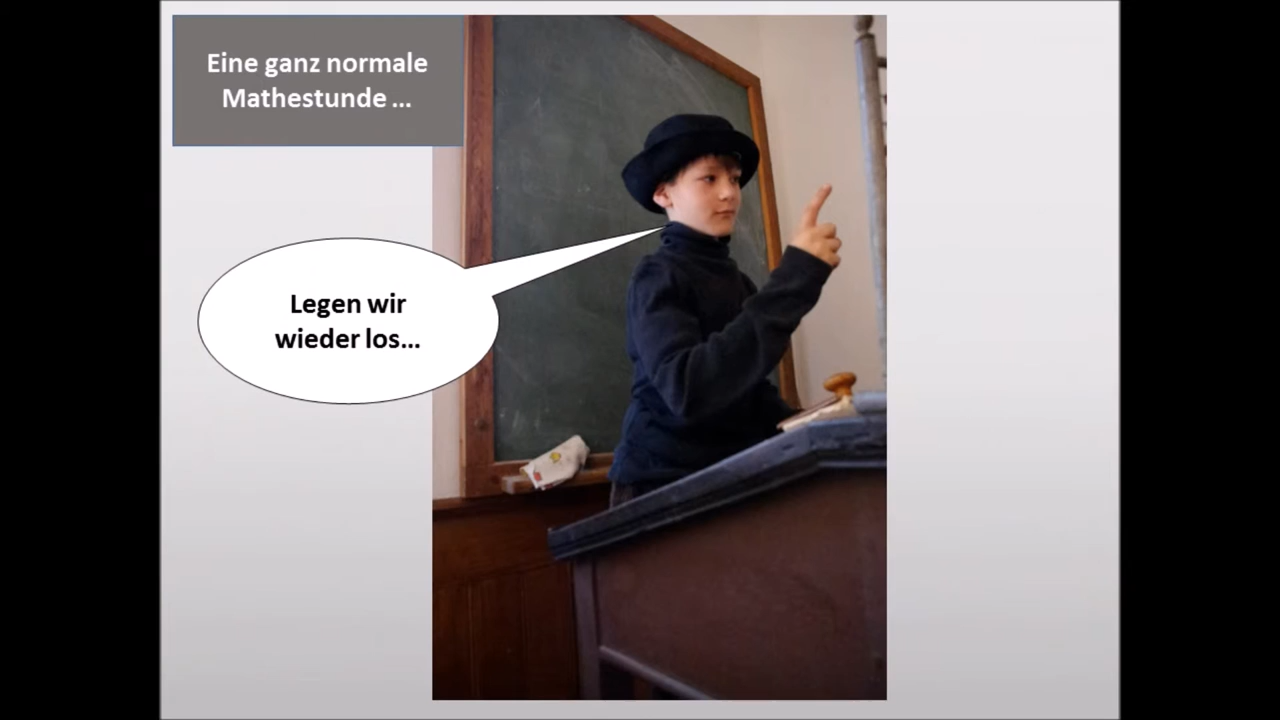 Eine ganz normale
Mathestunde ...
Legen wir
wieder los...